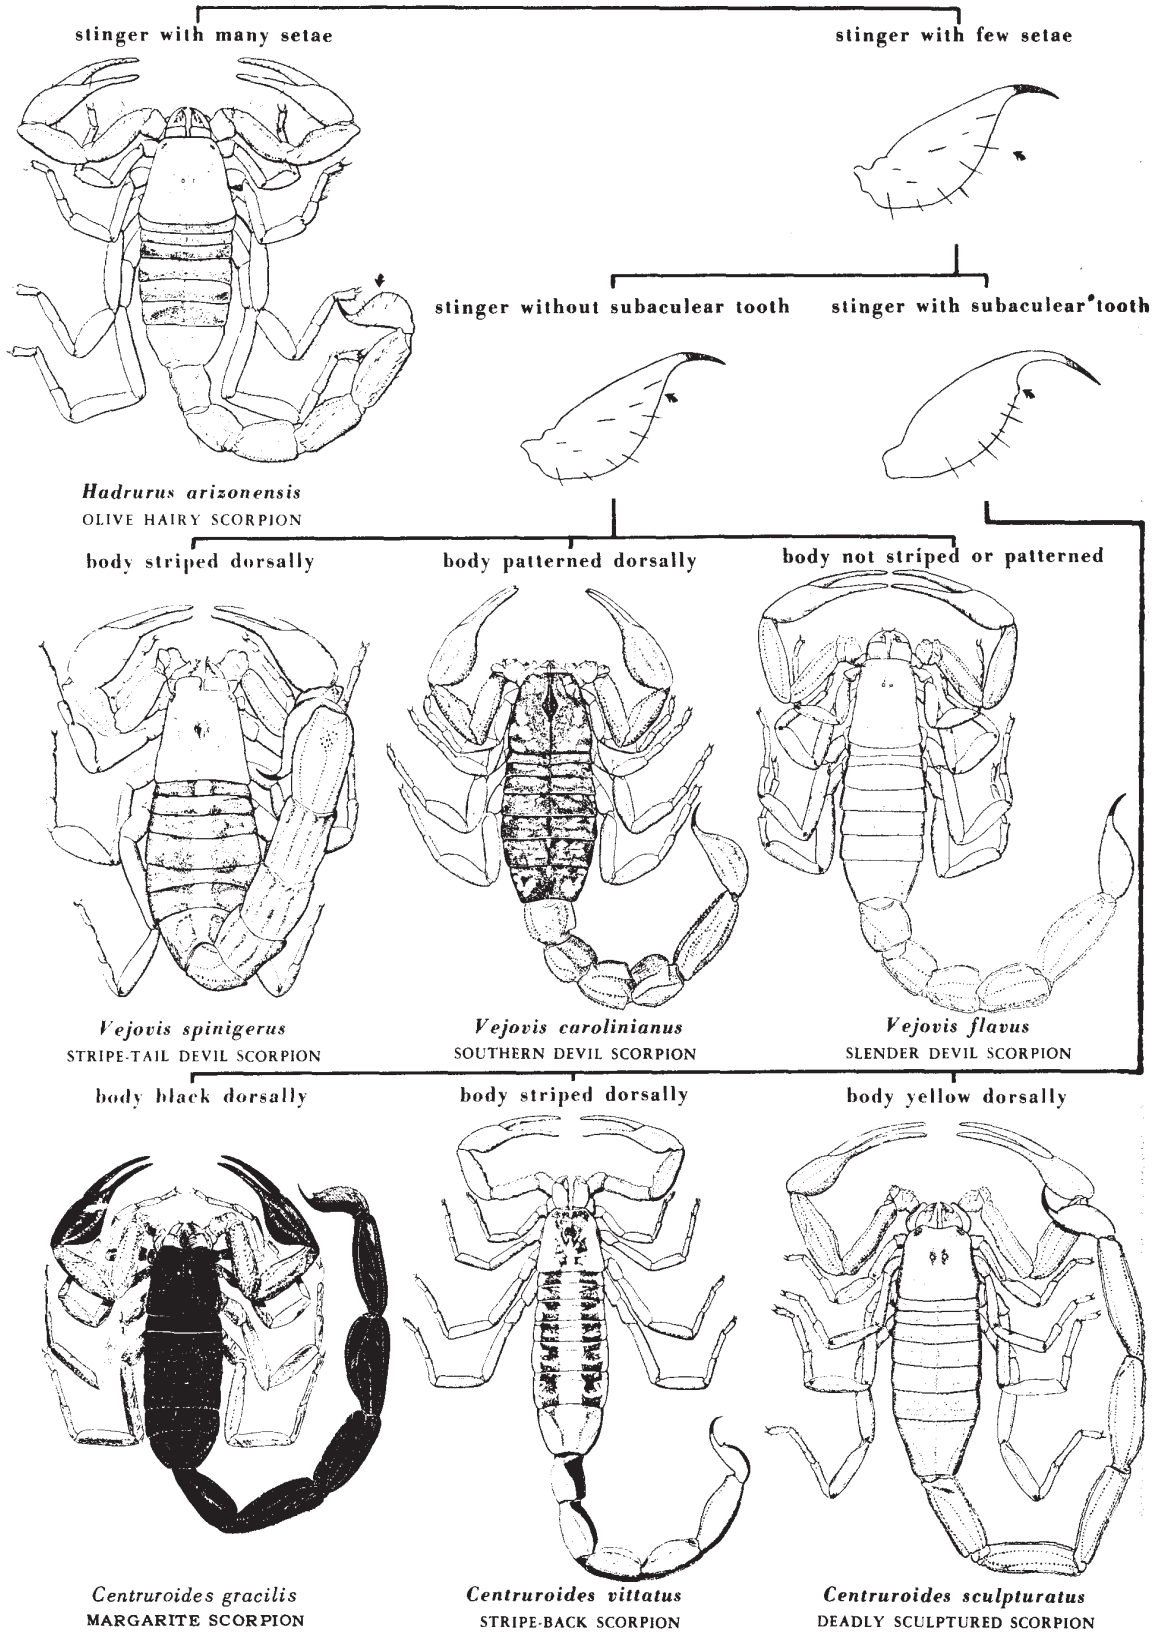 stinger with many setae
stinger with few setae
stinger without subaculear tooth
stinger with subaculear tooth
Hadrurus arizonensis
OLIVE HAIRY SCORPION
body striped dorsally
body patterned dorsally
body not striped or patterned
Vejovis spinigerus
STRIPE-TAIL DEVIL SCORPION
Vejovis carolinianus
SOUTHERN DEVIL SCORPION
Vejovis flavus
SLENDER DEVIL SCORPION
body black dorsally
body striped dorsally
body yellow dorsally
Centruroides gracilis
MARGARITE SCORPION
Centruroides vittatus
STRIPE-BACK SCORPION
Centruroides sculpturatus
DEADLY SCULPTURED SCORPION